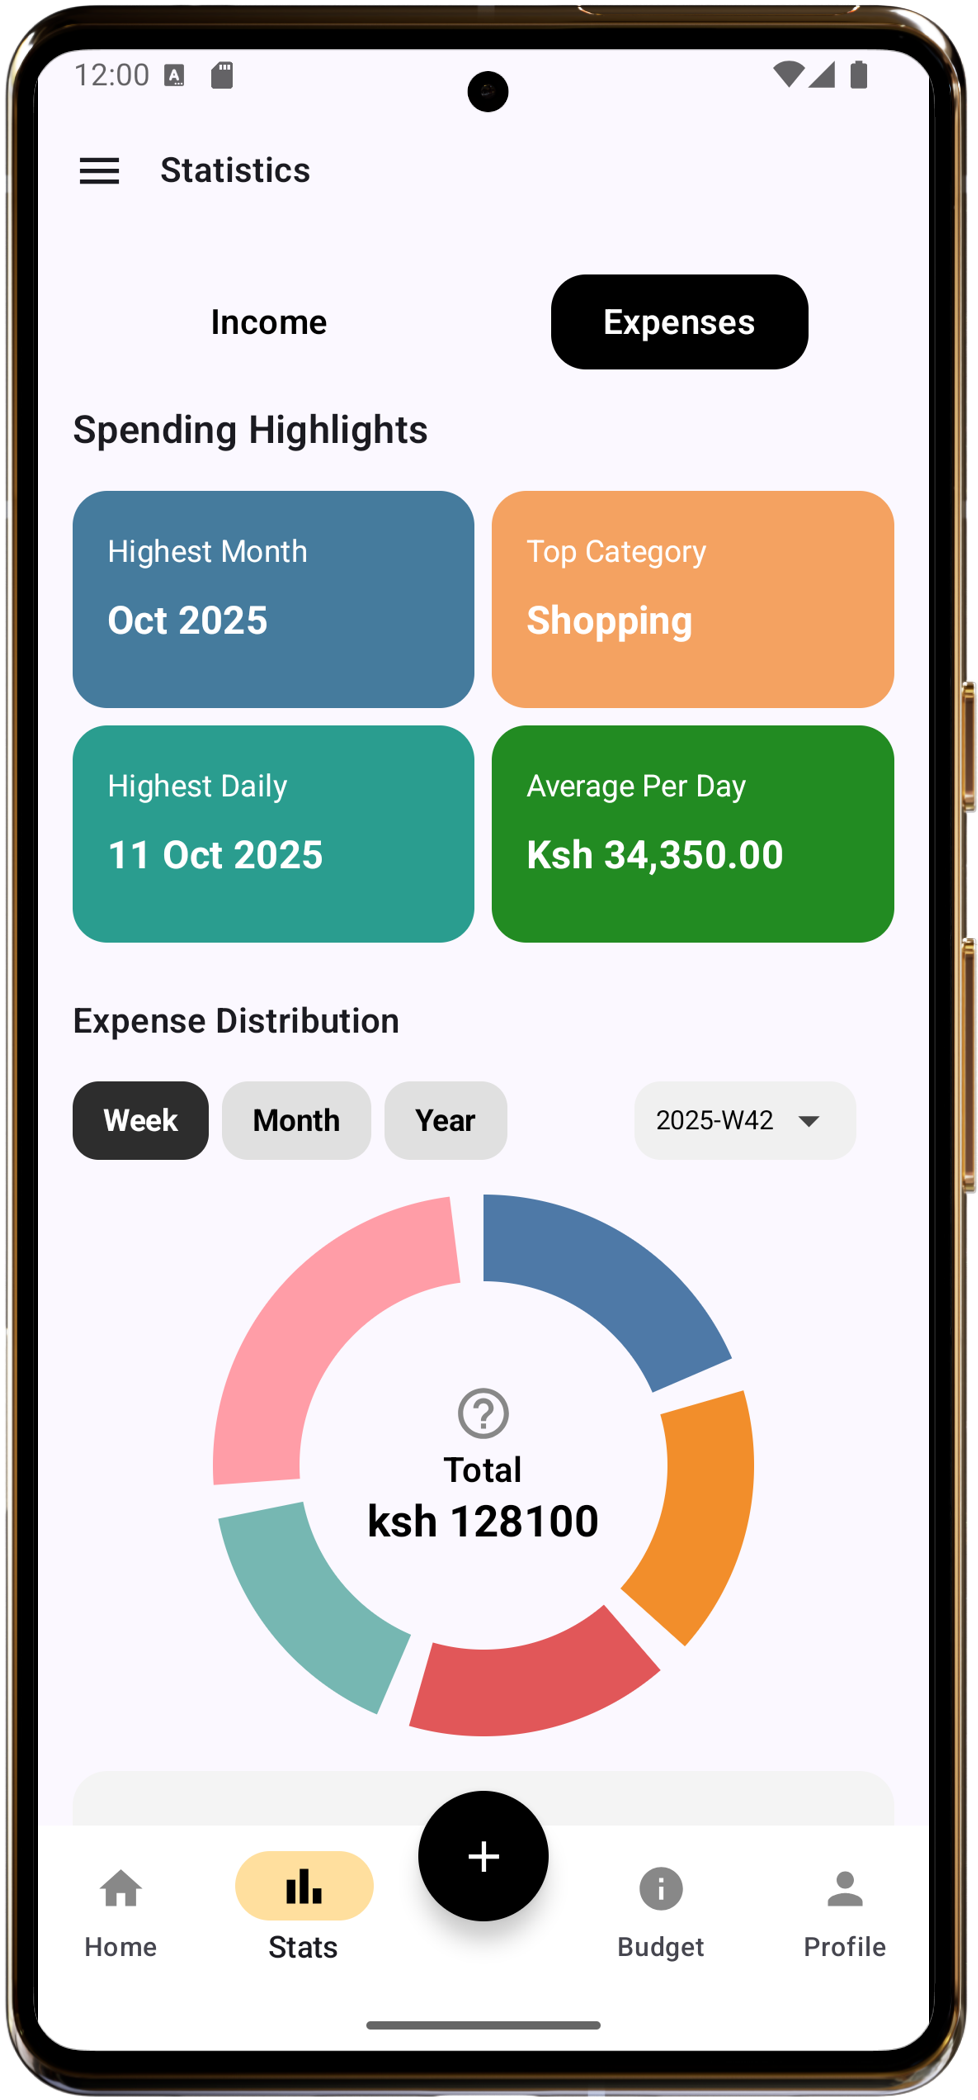 12:00
Statistics
Income
Expenses
Spending Highlights
Highest Month
Oct 2025
Top Category
Shopping
Highest Daily
11 Oct 2025
Average Per Day
Ksh 34,350.00
Expense Distribution
Week
Month
Year
2025-W42
Total
ksh 128100
Home
Stats
Budget
Profile